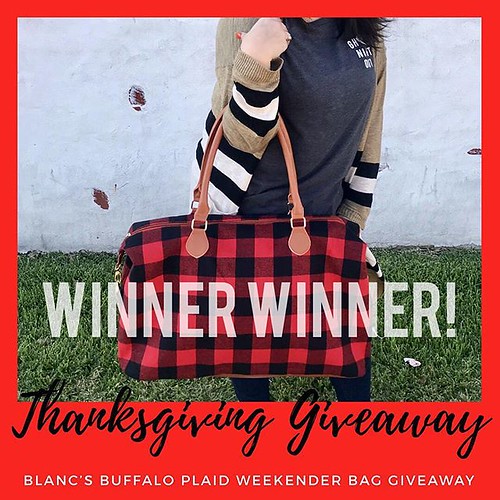 WINNER WINNER!
Thanksgiving Giveaway
BLANC'S BUFFALO PLAID WEEKENDER BAG GIVEAWAY